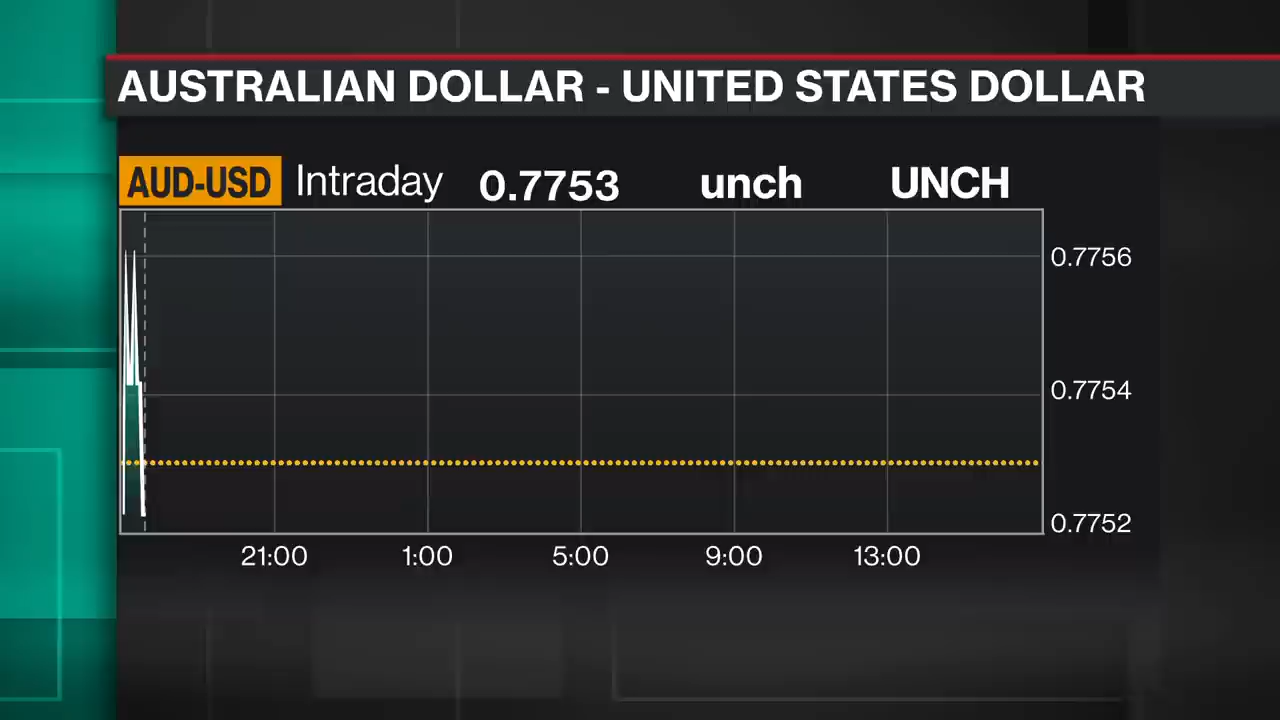 AUSTRALIAN DOLLAR - UNITED STATES DOLLAR
AUD-USD Intraday 0.7753 unch UNCH
0.7756
0.7754
0.7752
21:00 1:00 5:00 9:00 13:00